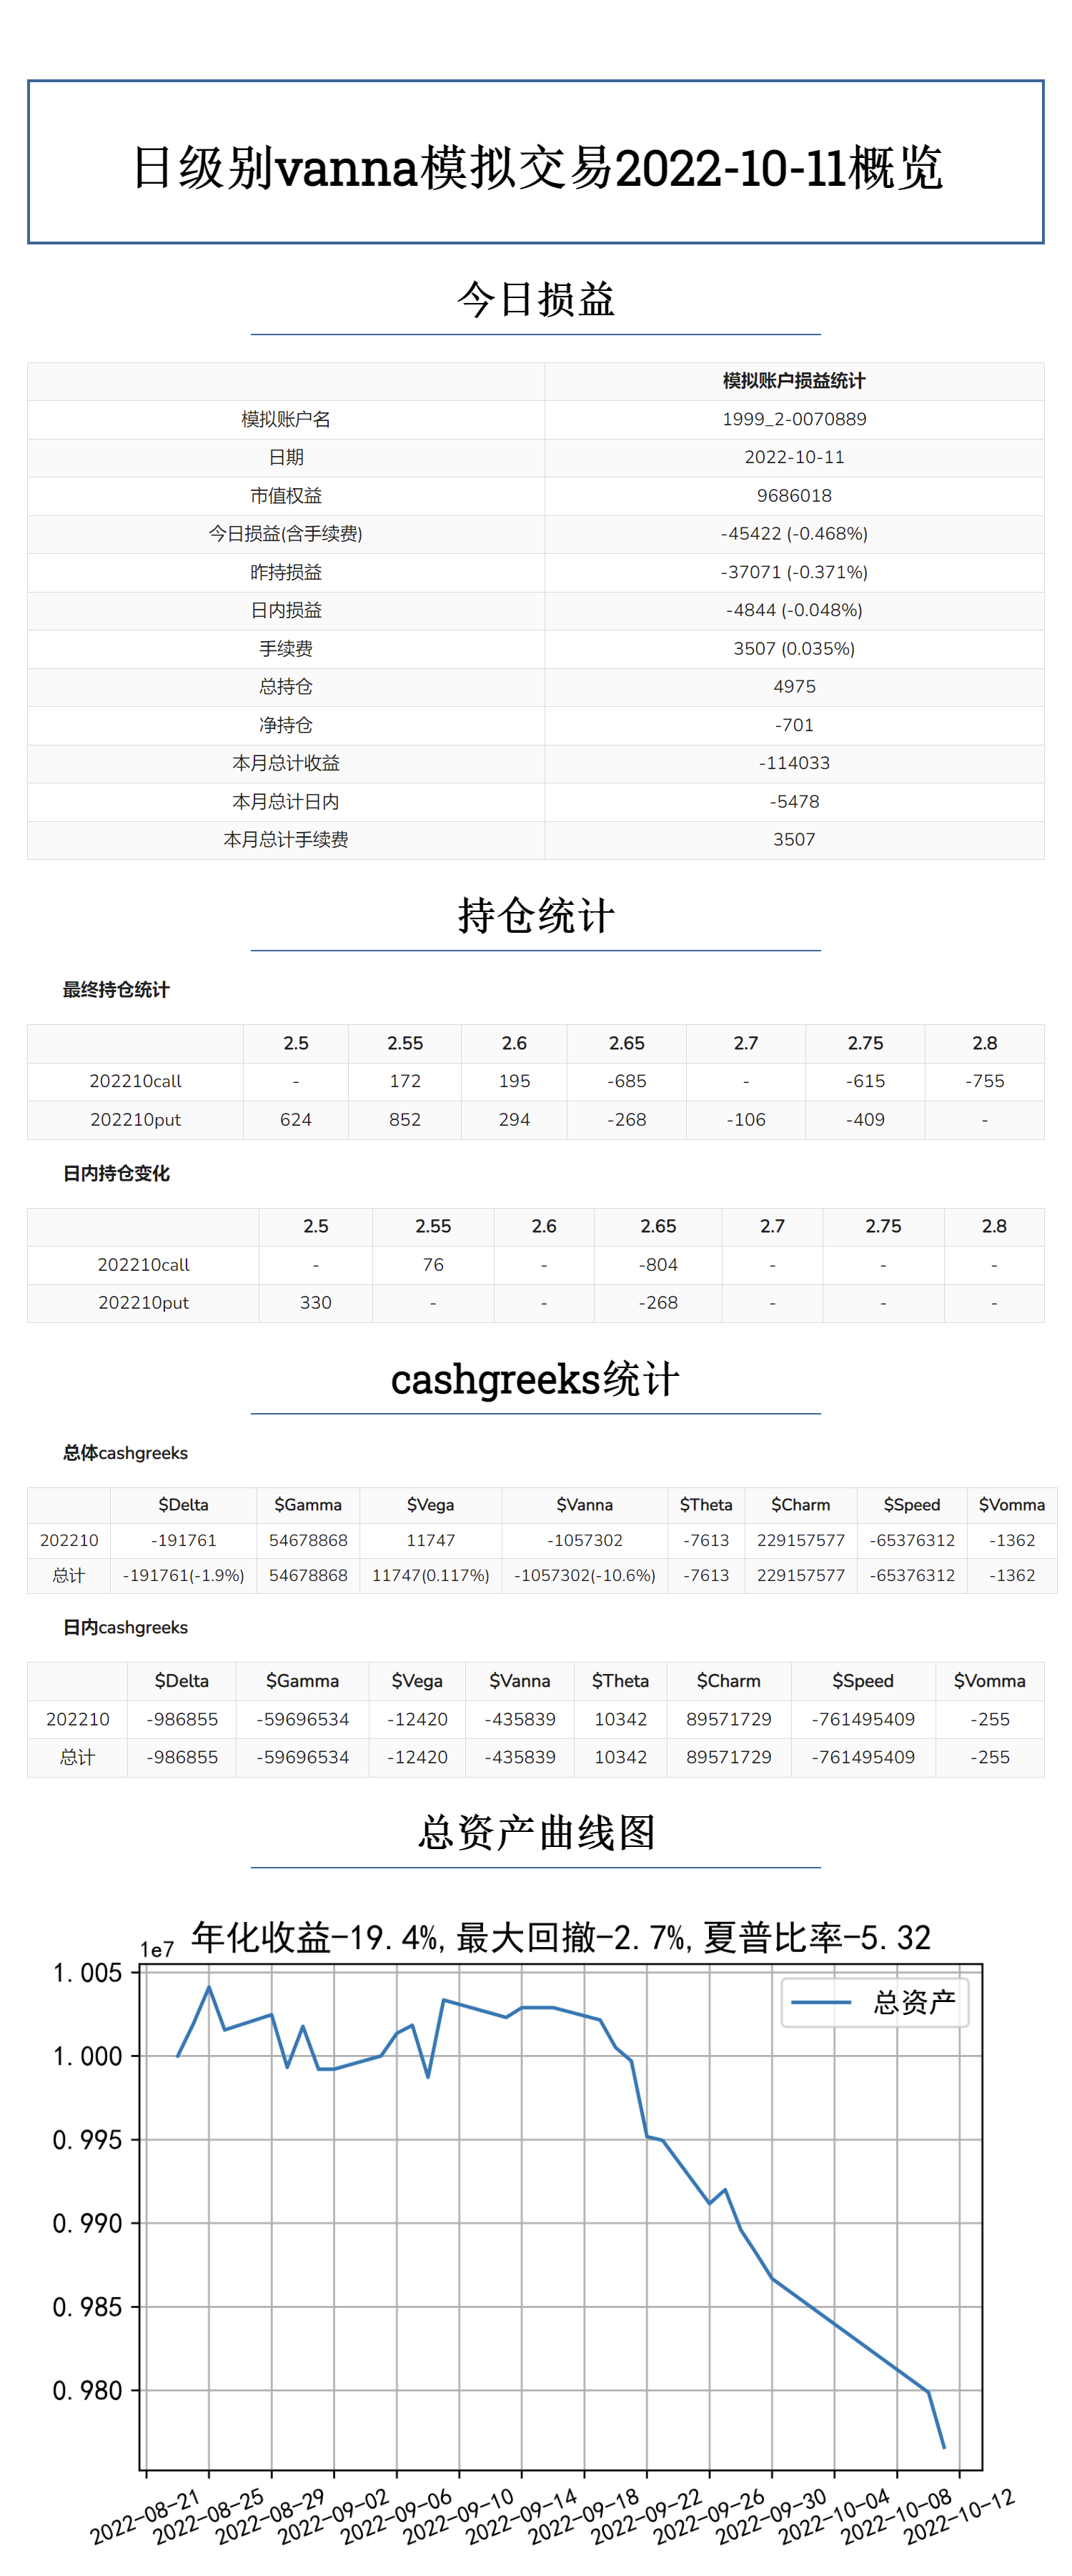 日级别vanna模拟交易2022-10-11概览
今日损益
模拟账户损益统计
模拟账户名 1999_2-0070889
日期 2022-10-11
市值权益 9686018
今日损益(含手续费) -45422 (-0.468%)
昨持损益 -37071 (-0.371%)
日内损益 -4844 (-0.048%)
手续费 3507 (0.035%)
总持仓 4975
净持仓 -701
本月总计收益 -114033
本月总计日内 -5478
本月总计手续费 3507
持仓统计
最终持仓统计
2.5 2.55 2.6 2.65 2.7 2.75 2.8
202210call - 172 195 -685 - -615 -755
202210put 624 852 294 -268 -106 -409 -
日内持仓变化
2.5 2.55 2.6 2.65 2.7 2.75 2.8
202210call - 76 - -804 - - -
202210put 330 - - -268 - - -
cashgreeks统计
总体cashgreeks
$Delta $Gamma $Vega $Vanna $Theta $Charm $Speed $Vomma
202210 -191761 54678868 11747 -1057302 -7613 229157577 -65376312 -1362
总计 -191761(-1.9%) 54678868 11747(0.117%) -1057302(-10.6%) -7613 229157577 -65376312 -1362
日内cashgreeks
$Delta $Gamma $Vega $Vanna $Theta $Charm $Speed $Vomma
202210 -986855 -59696534 -12420 -435839 10342 89571729 -761495409 -255
总计 -986855 -59696534 -12420 -435839 10342 89571729 -761495409 -255
总资产曲线图
年化收益-19.4%,最大回撤-2.7%,夏普比率-5.32
1e7
总资产
1.005
1.000
0.995
0.990
0.985
0.980
2022-08-21 2022-08-25 2022-08-29 2022-09-02 2022-09-06 2022-09-10 2022-09-14 2022-09-18 2022-09-22 2022-09-26 2022-09-30 2022-10-04 2022-10-08 2022-10-12